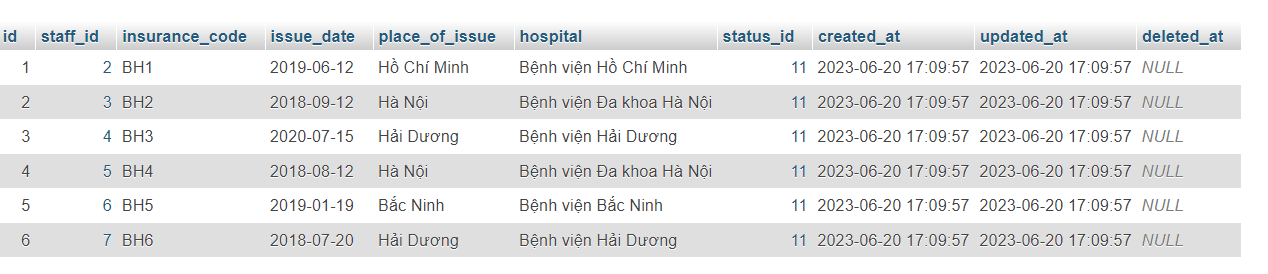 id staff_id insurance_code issue_date place_of_issue hospital status_id created_at updated_at deleted_at
1 2 BH1 2019-06-12 Hồ Chí Minh Bệnh viện Hồ Chí Minh 11 2023-06-20 17:09:57 2023-06-20 17:09:57 NULL
2 3 BH2 2018-09-12 Hà Nội Bệnh viện Đa khoa Hà Nội 11 2023-06-20 17:09:57 2023-06-20 17:09:57 NULL
3 4 BH3 2020-07-15 Hải Dương Bệnh viện Hải Dương 11 2023-06-20 17:09:57 2023-06-20 17:09:57 NULL
4 5 BH4 2018-08-12 Hà Nội Bệnh viện Đa khoa Hà Nội 11 2023-06-20 17:09:57 2023-06-20 17:09:57 NULL
5 6 BH5 2019-01-19 Bắc Ninh Bệnh viện Bắc Ninh 11 2023-06-20 17:09:57 2023-06-20 17:09:57 NULL
6 7 BH6 2018-07-20 Hải Dương Bệnh viện Hải Dương 11 2023-06-20 17:09:57 2023-06-20 17:09:57 NULL